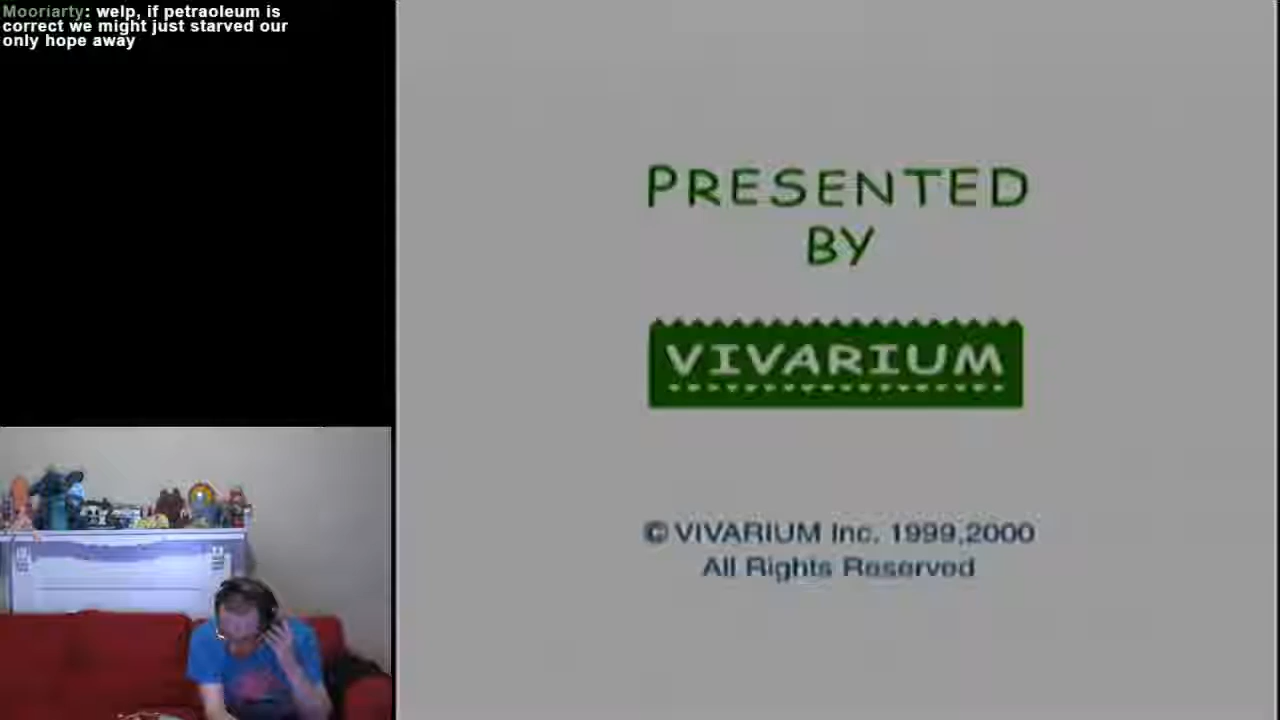 Mooriarty: welp, if petraoleum is
correct we might just starved our
only hope away
PRESENTED
BY
VIVARIUM
© VIVARIUM Inc. 1999,2000
All Rights Reserved